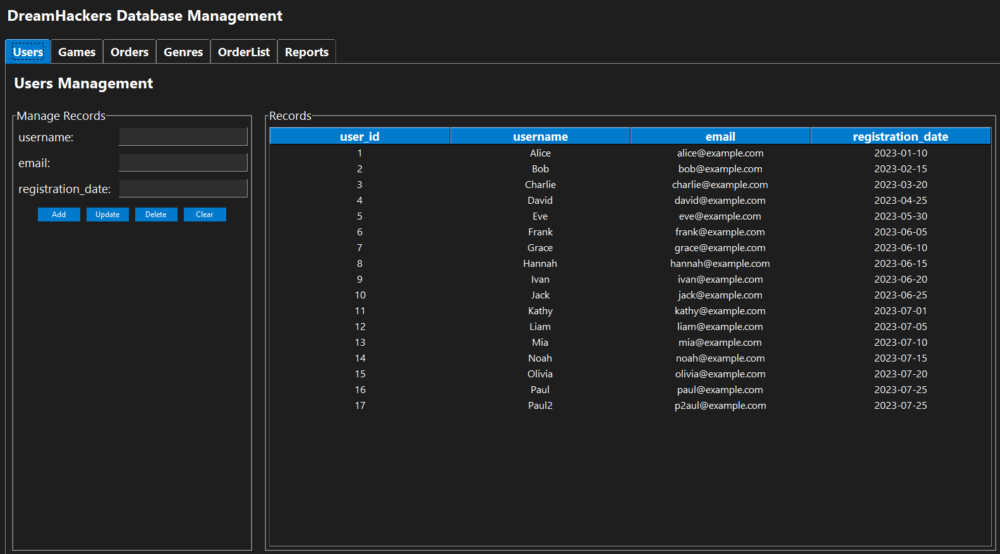 DreamHackers Database Management
Users Games Orders Genres OrderList Reports
Users Management
Manage Records
username:
email:
registration_date:
Add Update Delete Clear
Records
user_id username email registration_date
1 Alice alice@example.com 2023-01-10
2 Bob bob@example.com 2023-02-15
3 Charlie charlie@example.com 2023-03-20
4 David david@example.com 2023-04-25
5 Eve eve@example.com 2023-05-30
6 Frank frank@example.com 2023-06-05
7 Grace grace@example.com 2023-06-10
8 Hannah hannah@example.com 2023-06-15
9 Ivan ivan@example.com 2023-06-20
10 Jack jack@example.com 2023-06-25
11 Kathy kathy@example.com 2023-07-01
12 Liam liam@example.com 2023-07-05
13 Mia mia@example.com 2023-07-10
14 Noah noah@example.com 2023-07-15
15 Olivia olivia@example.com 2023-07-20
16 Paul paul@example.com 2023-07-25
17 Paul2 p2aul@example.com 2023-07-25